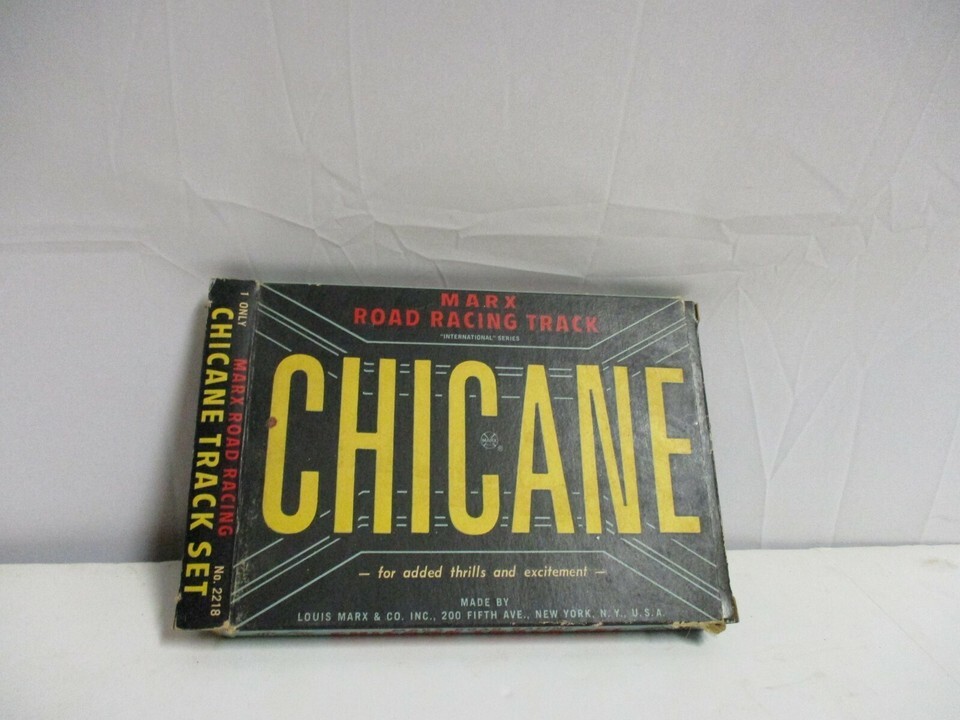 MARX
ROAD RACING TRACK
"INTERNATIONAL" SERIES
CHICANE
MARX
®
— for added thrills and excitement —
MADE BY
LOUIS MARX & CO. INC., 200 FIFTH AVE., NEW YORK, N. Y., U.S.A.
1 ONLY
MARX ROAD RACING
CHICANE TRACK SET
No. 2218